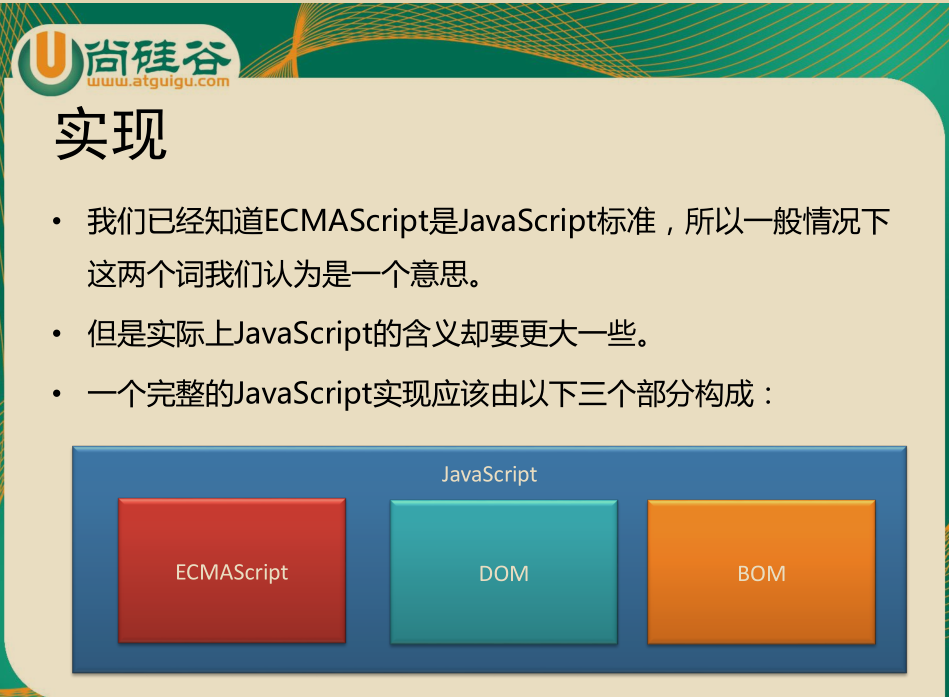 尚硅谷
www.atguigu.com
实现
• 我们已经知道ECMAScript是JavaScript标准，所以一般情况下
这两个词我们认为是一个意思。
• 但是实际上JavaScript的含义却要更大一些。
• 一个完整的JavaScript实现应该由以下三个部分构成：
JavaScript
ECMAScript
DOM
BOM